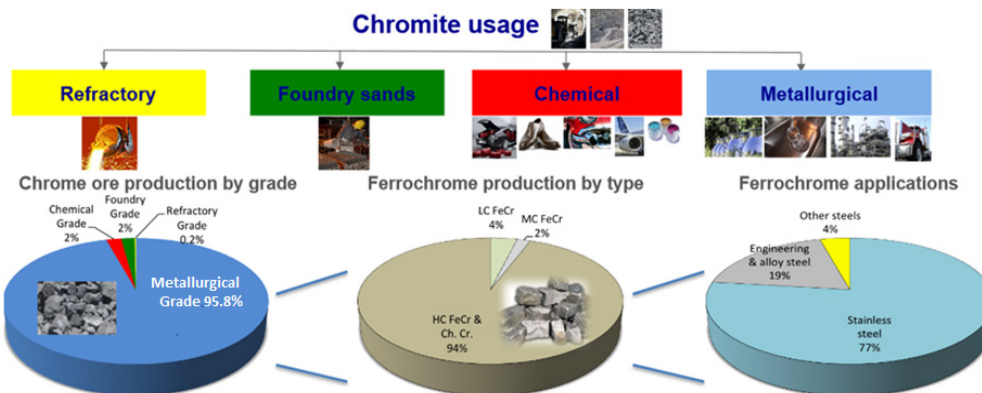 Chromite usage
Refractory
Foundry sands
Chemical
Metallurgical
Chrome ore production by grade
Ferrochrome production by type
Ferrochrome applications
Chemical
Grade
2%
Foundry
Grade
2%
Refractory
Grade
0.2%
Metallurgical
Grade 95.8%
LC FeCr
4%
MC FeCr
2%
HC FeCr &
Ch. Cr.
94%
Other steels
4%
Engineering
& alloy steel
19%
Stainless
steel
77%